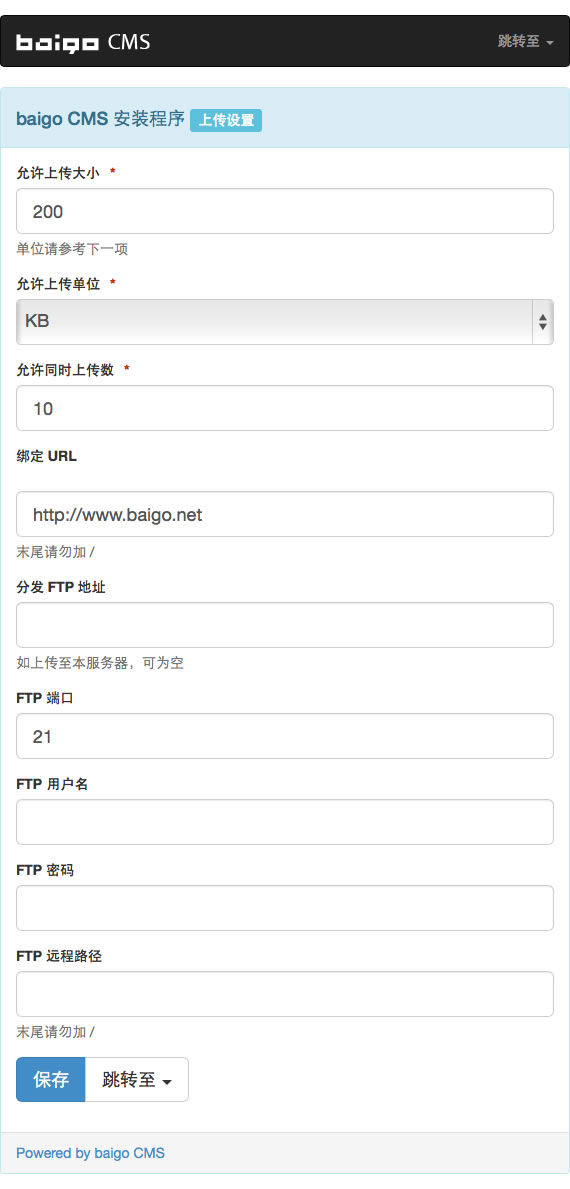 baigo CMS 跳转至
baigo CMS 安装程序 上传设置
允许上传大小 *
200
单位请参考下一项
允许上传单位 *
KB
允许同时上传数 *
10
绑定 URL
http://www.baigo.net
末尾请勿加 /
分发 FTP 地址
如上传至本服务器，可为空
FTP 端口
21
FTP 用户名
FTP 密码
FTP 远程路径
末尾请勿加 /
保存 跳转至
Powered by baigo CMS